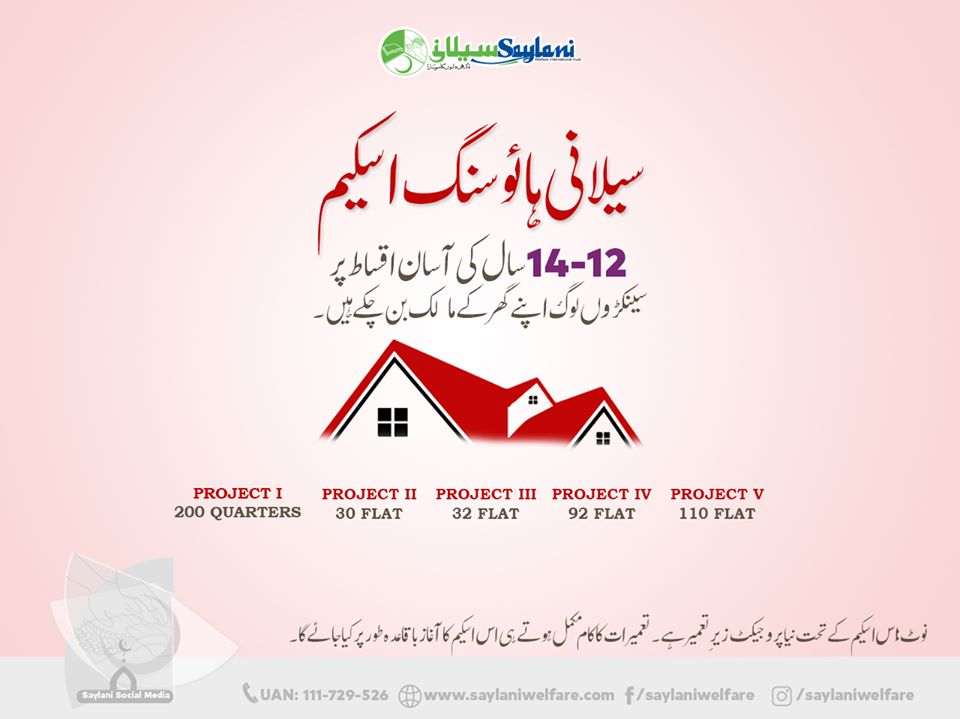 سیلانی Saylani
Welfare International Trust
سیلانی ہائوسنگ اسکیم
12-14 سال کی آسان اقساط پر
سینکڑوں لوگ اپنے گھر کے مالک بن چکے ہیں۔
PROJECT I
200 QUARTERS
PROJECT II
30 FLAT
PROJECT III
32 FLAT
PROJECT IV
92 FLAT
PROJECT V
110 FLAT
نوٹ: اس اسکیم کے تحت نیا پروجیکٹ زیرِ تعمیر ہے۔ تعمیرات کا کام مکمل ہوتے ہی اس اسکیم کا آغاز باقاعدہ طور پر کیا جائے گا۔
Saylani Social Media
UAN: 111-729-526 www.saylaniwelfare.com /saylaniwelfare /saylaniwelfare